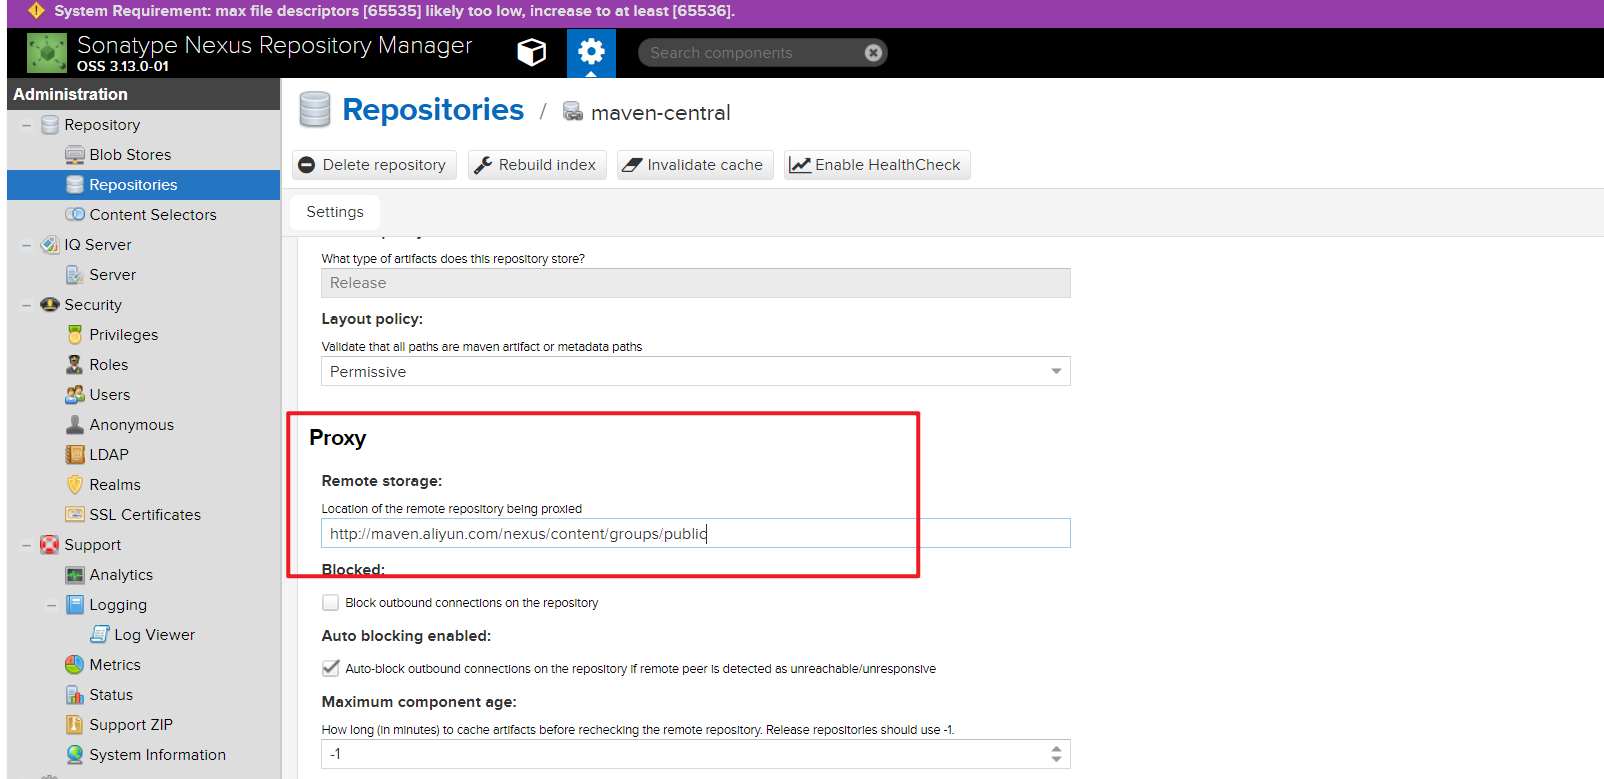 System Requirement: max file descriptors [65535] likely too low, increase to at least [65536].
Sonatype Nexus Repository Manager
OSS 3.13.0-01
Search components
Administration
Repository
Blob Stores
Repositories
Content Selectors
IQ Server
Server
Security
Privileges
Roles
Users
Anonymous
LDAP
Realms
SSL Certificates
Support
Analytics
Logging
Log Viewer
Metrics
Status
Support ZIP
System Information
Repositories / maven-central
Delete repository Rebuild index Invalidate cache Enable HealthCheck
Settings
What type of artifacts does this repository store?
Release
Layout policy:
Validate that all paths are maven artifact or metadata paths
Permissive
Proxy
Remote storage:
Location of the remote repository being proxied
http://maven.aliyun.com/nexus/content/groups/public
Blocked:
Block outbound connections on the repository
Auto blocking enabled:
Auto-block outbound connections on the repository if remote peer is detected as unreachable/unresponsive
Maximum component age:
How long (in minutes) to cache artifacts before rechecking the remote repository. Release repositories should use -1.
-1